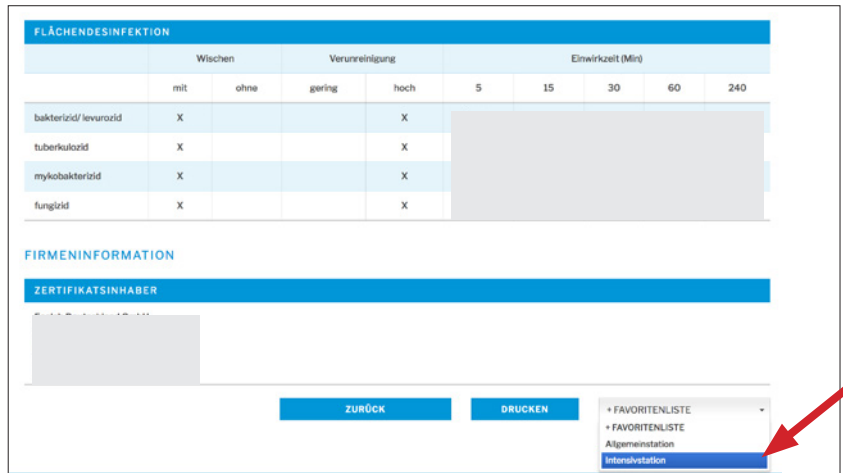 FLÄCHENDESINFEKTION
Wischen Verunreinigung Einwirkzeit (Min)
mit ohne gering hoch 5 15 30 60 240
bakterizid/ levurozid X X
tuberkulozid X X
mykobakterizid X X
fungizid X X
FIRMENINFORMATION
ZERTIFIKATSINHABER
ZURÜCK DRUCKEN + FAVORITENLISTE
+ FAVORITENLISTE
Allgemeinstation
Intensivstation